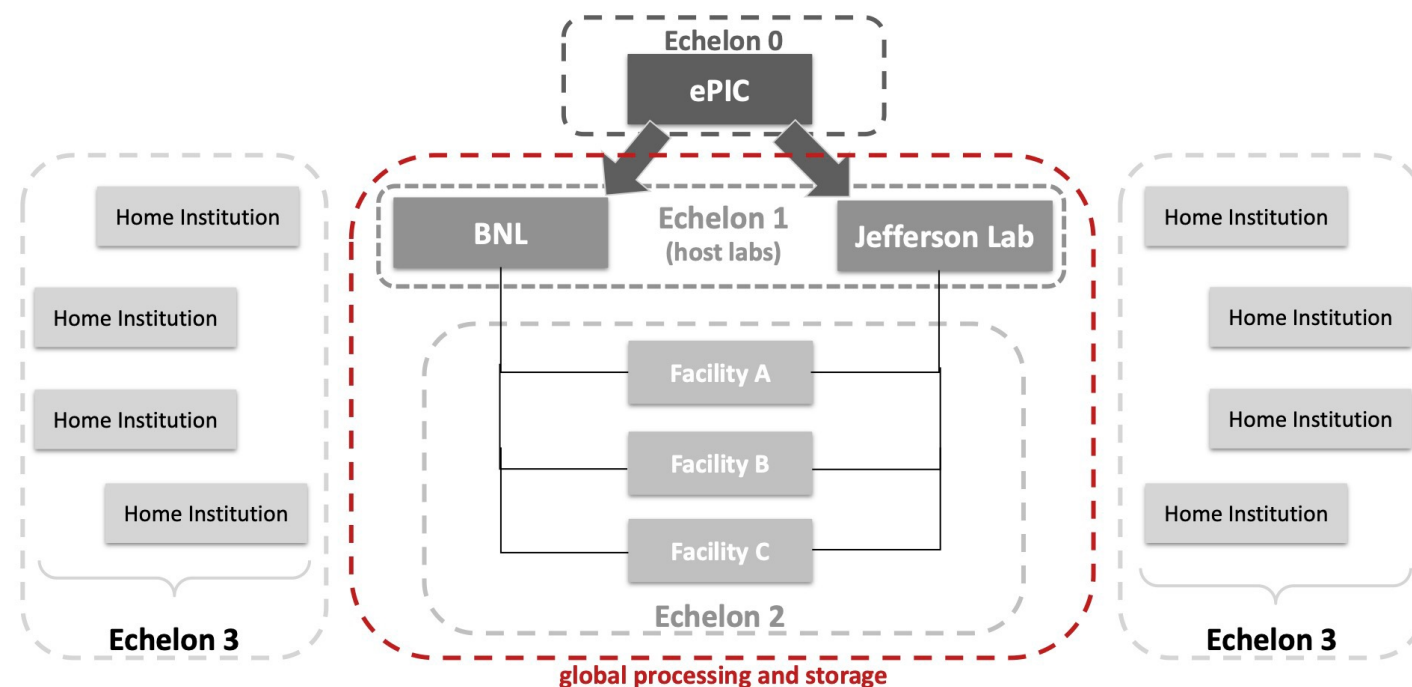 Echelon 0
ePIC
BNL
Echelon 1
(host labs)
Jefferson Lab
Home Institution
Home Institution
Home Institution
Home Institution
Echelon 3
Facility A
Facility B
Facility C
Echelon 2
global processing and storage
Home Institution
Home Institution
Home Institution
Home Institution
Echelon 3